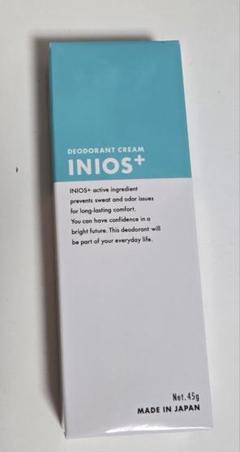 DEODORANT CREAM
INIOS+
INIOS+ active ingredient
prevents sweat and odor issues
for long-lasting comfort.
You can have confidence in a
bright future. This deodorant will
be part of your everyday life.
Net.45g
MADE IN JAPAN